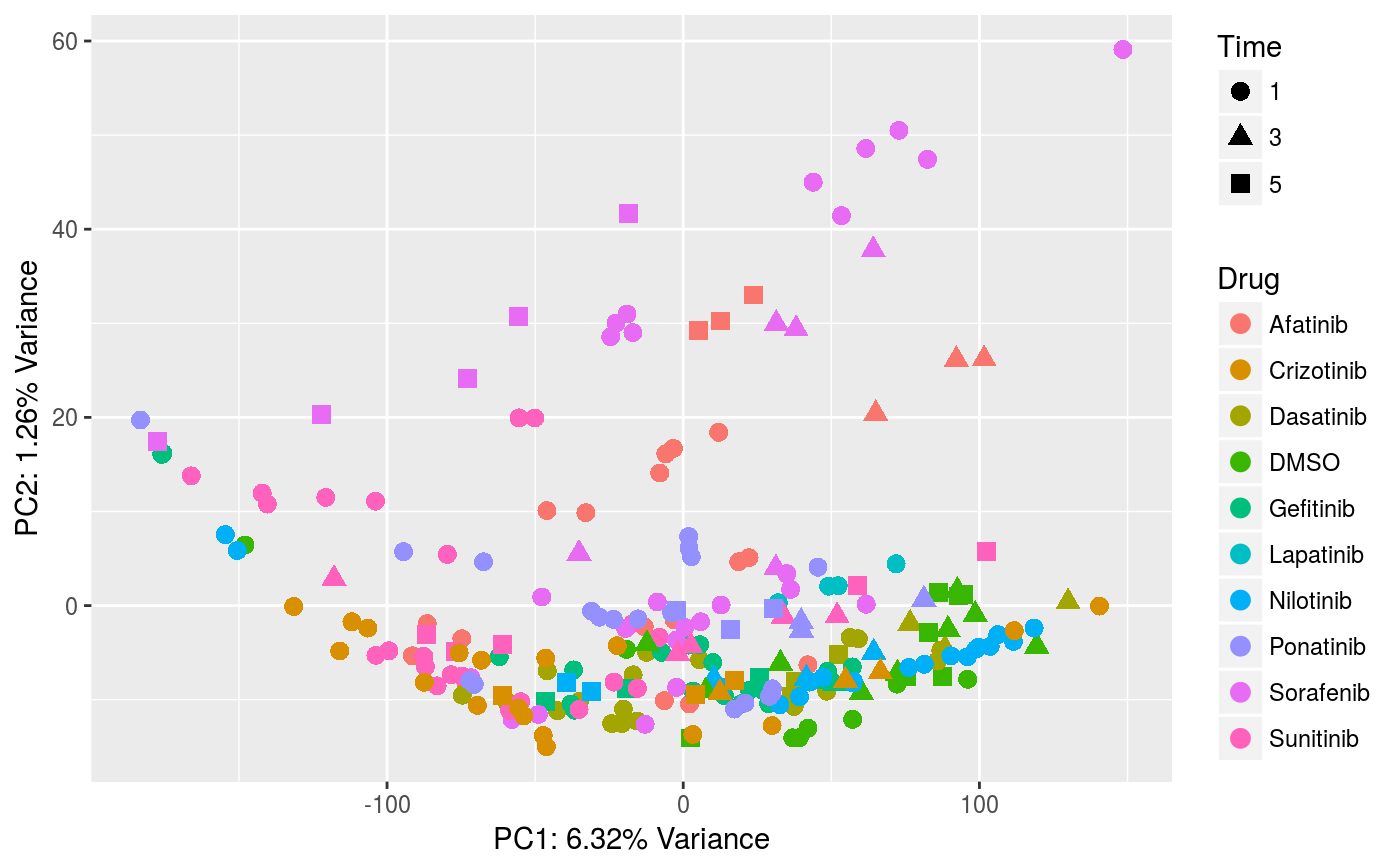 60
40
20
0
-100
0
100
PC1: 6.32% Variance
PC2: 1.26% Variance
Time
1
3
5
Drug
Afatinib
Crizotinib
Dasatinib
DMSO
Gefitinib
Lapatinib
Nilotinib
Ponatinib
Sorafenib
Sunitinib